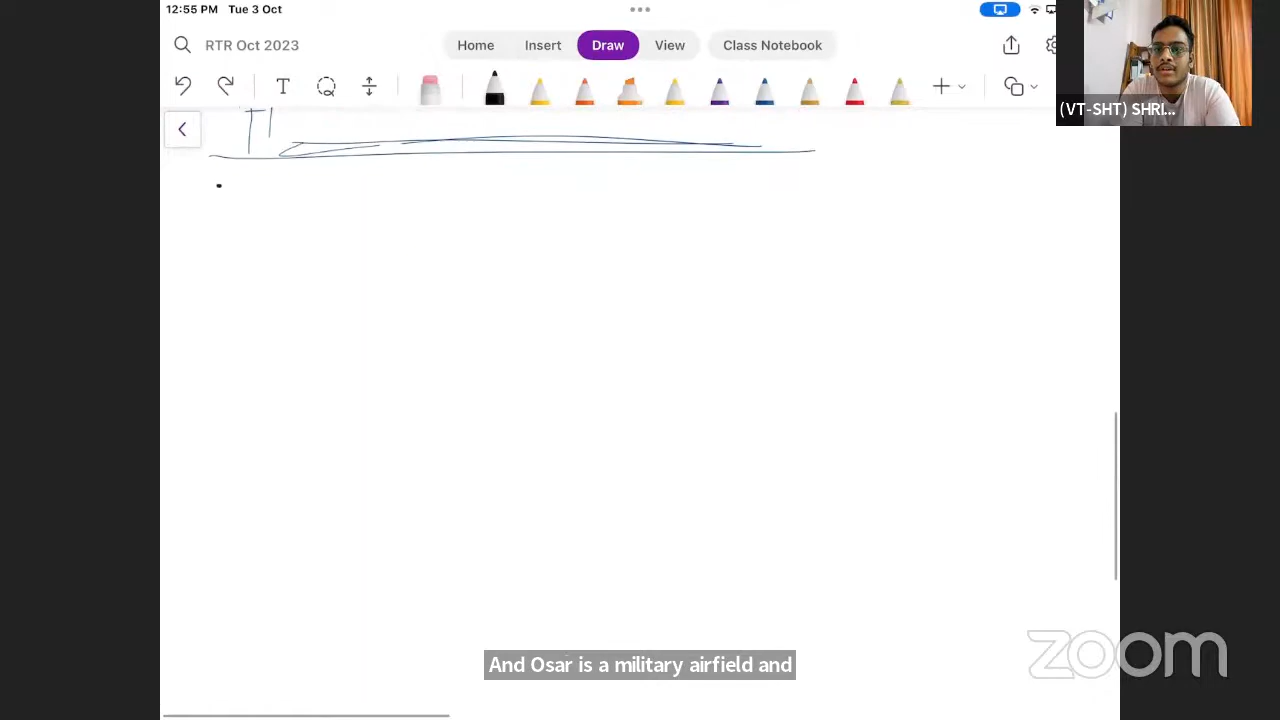 12:55 PM Tue 3 Oct
RTR Oct 2023
Home Insert Draw View Class Notebook
T
(VT-SHT) SHRI...
And Osar is a military airfield and
zoom